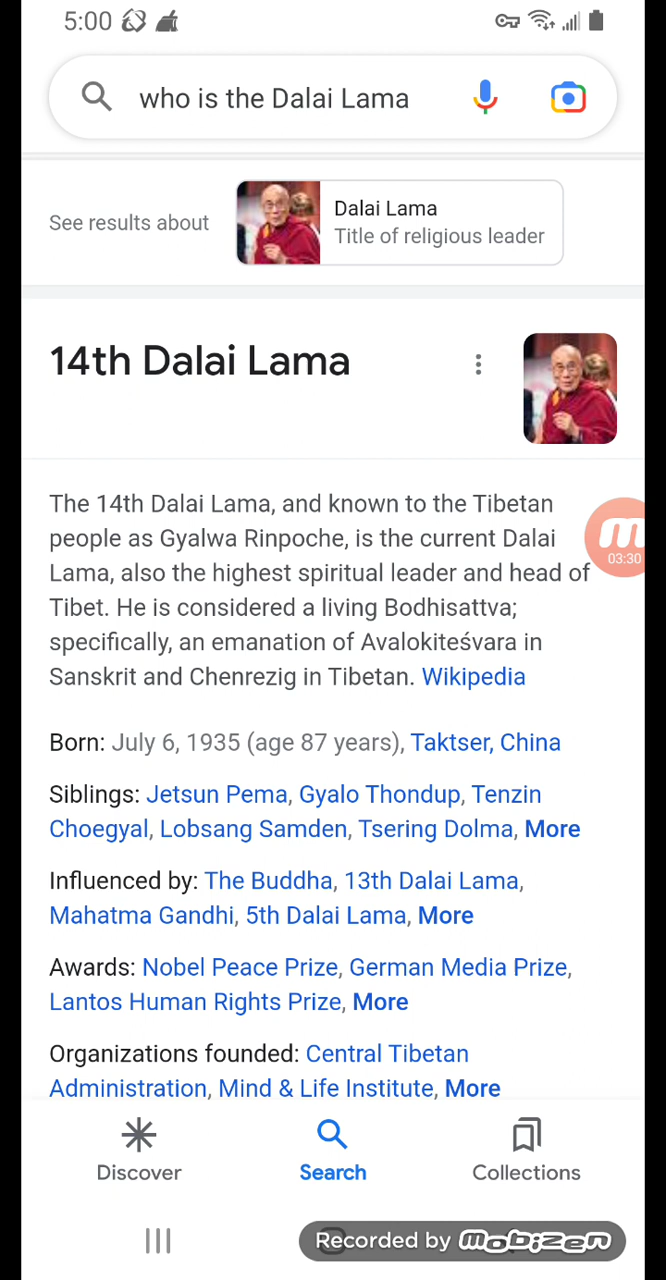 5:00
who is the Dalai Lama
See results about
Dalai Lama
Title of religious leader
14th Dalai Lama
The 14th Dalai Lama, and known to the Tibetan
people as Gyalwa Rinpoche, is the current Dalai
Lama, also the highest spiritual leader and head of
Tibet. He is considered a living Bodhisattva;
specifically, an emanation of Avalokiteśvara in
Sanskrit and Chenrezig in Tibetan. Wikipedia
m
03:30
Born: July 6, 1935 (age 87 years), Taktser, China
Siblings: Jetsun Pema, Gyalo Thondup, Tenzin
Choegyal, Lobsang Samden, Tsering Dolma, More
Influenced by: The Buddha, 13th Dalai Lama,
Mahatma Gandhi, 5th Dalai Lama, More
Awards: Nobel Peace Prize, German Media Prize,
Lantos Human Rights Prize, More
Organizations founded: Central Tibetan
Administration, Mind & Life Institute, More
Discover
Search
Collections
Recorded by mobizen